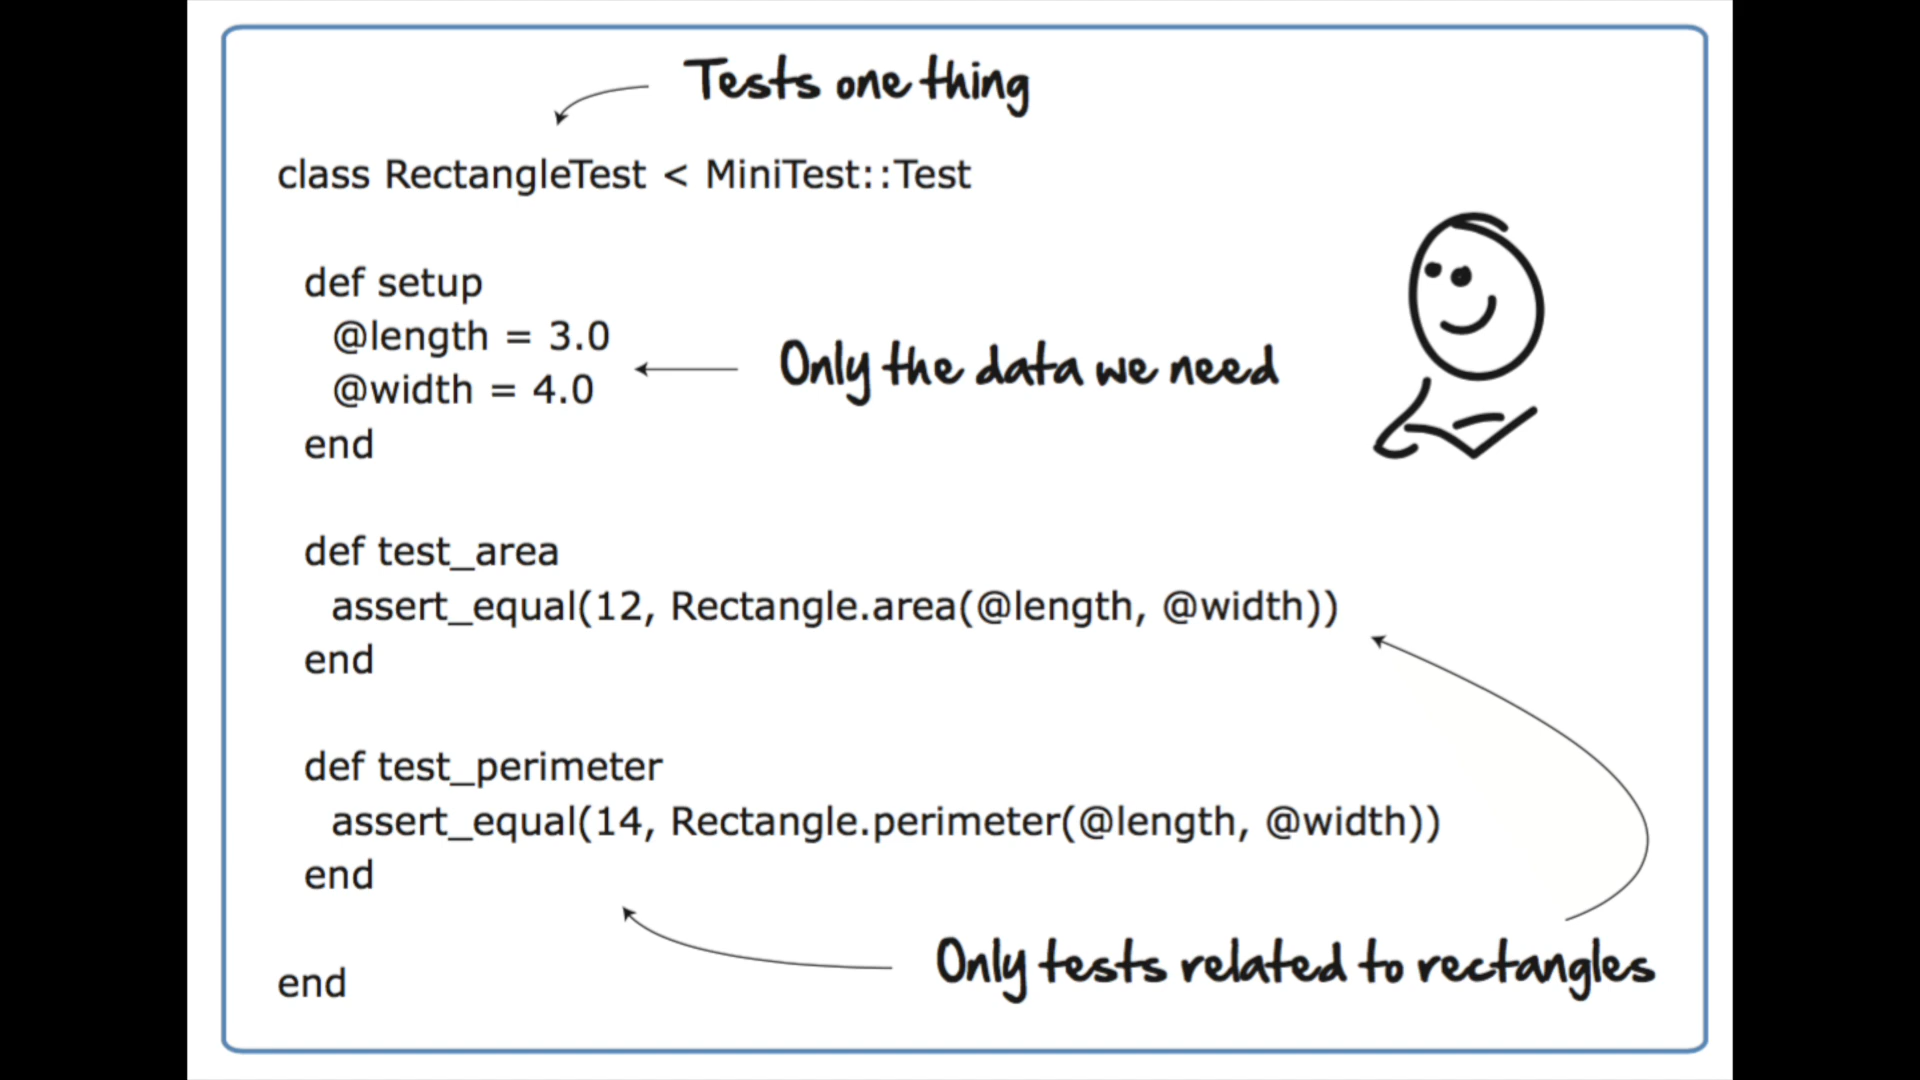 Tests one thing
class RectangleTest < MiniTest::Test
def setup
@length = 3.0
@width = 4.0
Only the data we need
end
def test_area
assert_equal(12, Rectangle.area(@length, @width))
end
def test_perimeter
assert_equal(14, Rectangle.perimeter(@length, @width))
end
Only tests related to rectangles
end